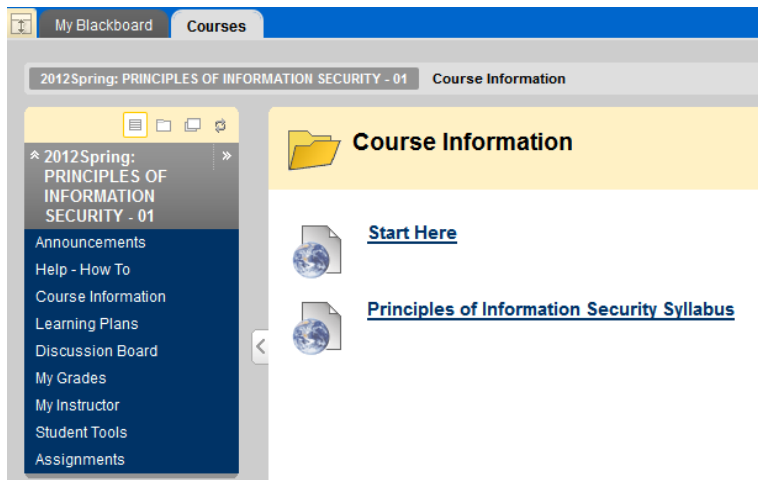 My Blackboard
Courses
2012Spring: PRINCIPLES OF INFORMATION SECURITY - 01
Course Information
2012Spring:
PRINCIPLES OF
INFORMATION
SECURITY - 01
Announcements
Help - How To
Course Information
Learning Plans
Discussion Board
My Grades
My Instructor
Student Tools
Assignments
Course Information
Start Here
Principles of Information Security Syllabus